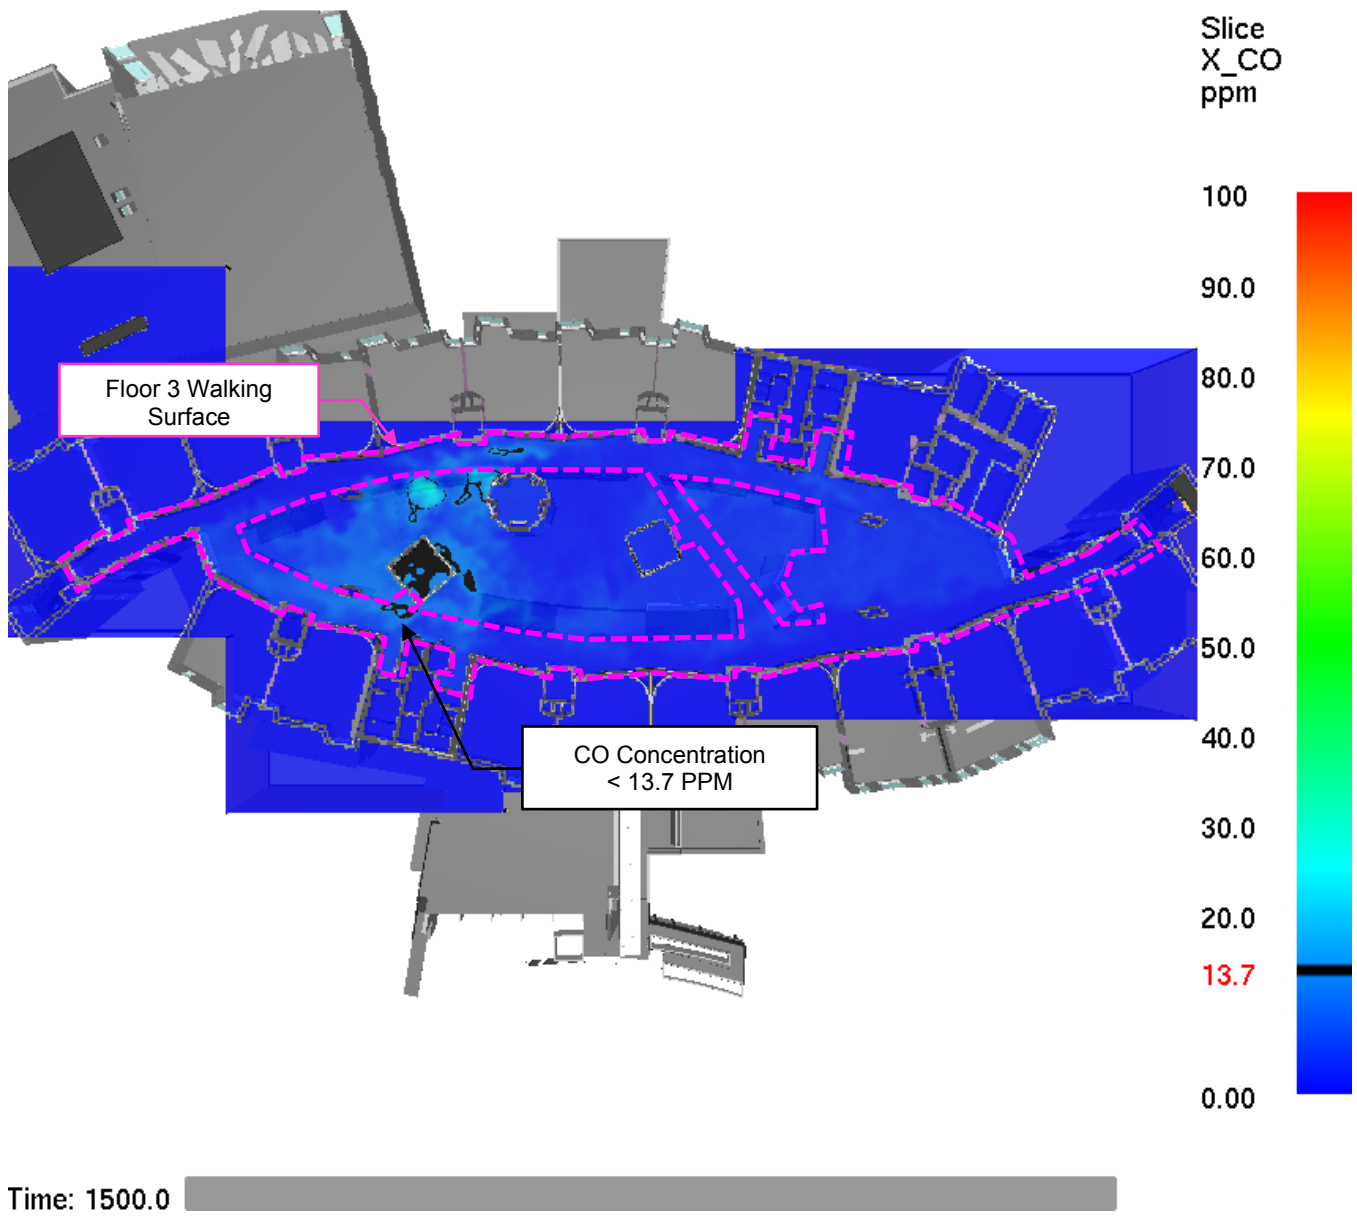 Slice
X_CO
ppm
100
90.0
80.0
70.0
60.0
50.0
40.0
30.0
20.0
13.7
0.00
Floor 3 Walking
Surface
CO Concentration
< 13.7 PPM
Time: 1500.0